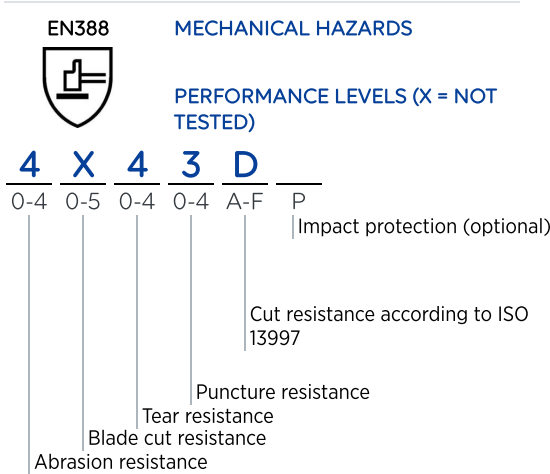 EN388
MECHANICAL HAZARDS
PERFORMANCE LEVELS (X = NOT
TESTED)
4 X 4 3 D
0-4 0-5 0-4 0-4 A-F P
Impact protection (optional)
Cut resistance according to ISO
13997
Puncture resistance
Tear resistance
Blade cut resistance
Abrasion resistance